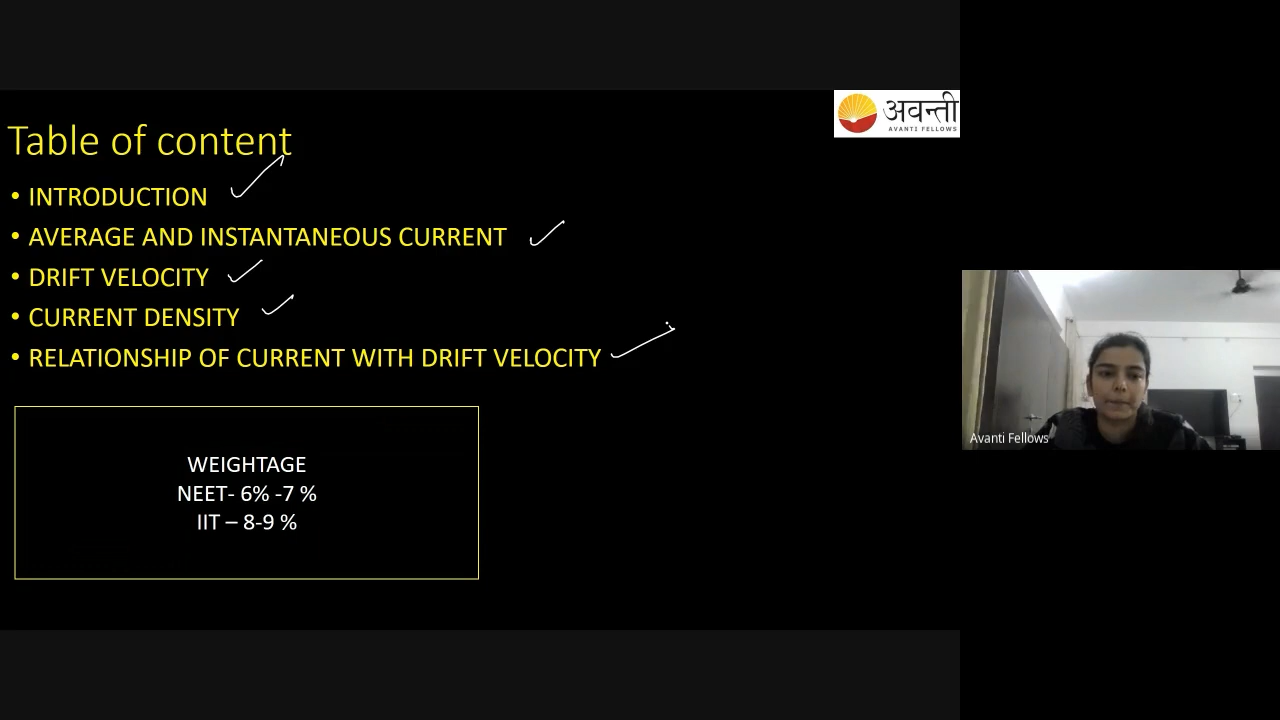 अवन्ती
AVANTI FELLOWS
Table of content
• INTRODUCTION
• AVERAGE AND INSTANTANEOUS CURRENT
• DRIFT VELOCITY
• CURRENT DENSITY
• RELATIONSHIP OF CURRENT WITH DRIFT VELOCITY
WEIGHTAGE
NEET- 6% -7 %
IIT – 8-9 %
Avanti Fellows